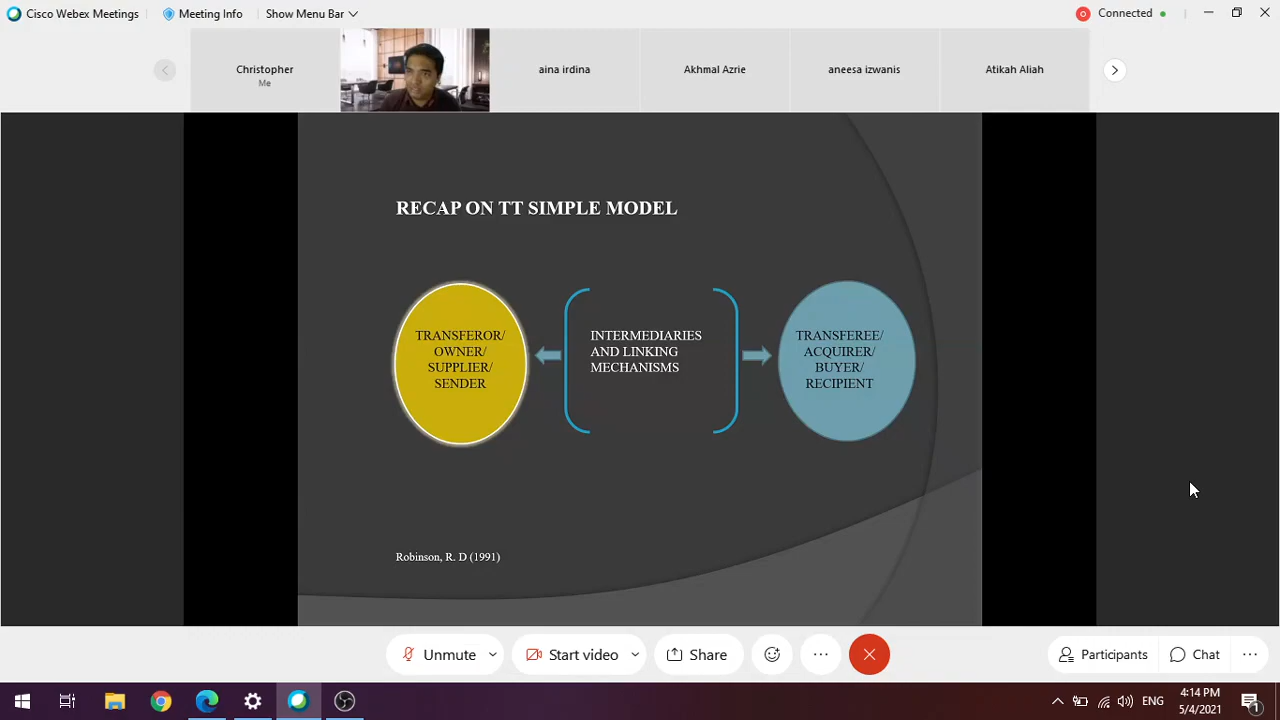 Cisco Webex Meetings
Meeting Info
Show Menu Bar
Connected
Christopher
Me
aina irdina
Akhmal Azrie
aneesa izwanis
Atikah Aliah
RECAP ON TT SIMPLE MODEL
TRANSFEROR/
OWNER/
SUPPLIER/
SENDER
INTERMEDIARIES
AND LINKING
MECHANISMS
TRANSFEREE/
ACQUIRER/
BUYER/
RECIPIENT
Robinson, R. D (1991)
Unmute
Start video
Share
Participants
Chat
ENG
4:14 PM
5/4/2021
1